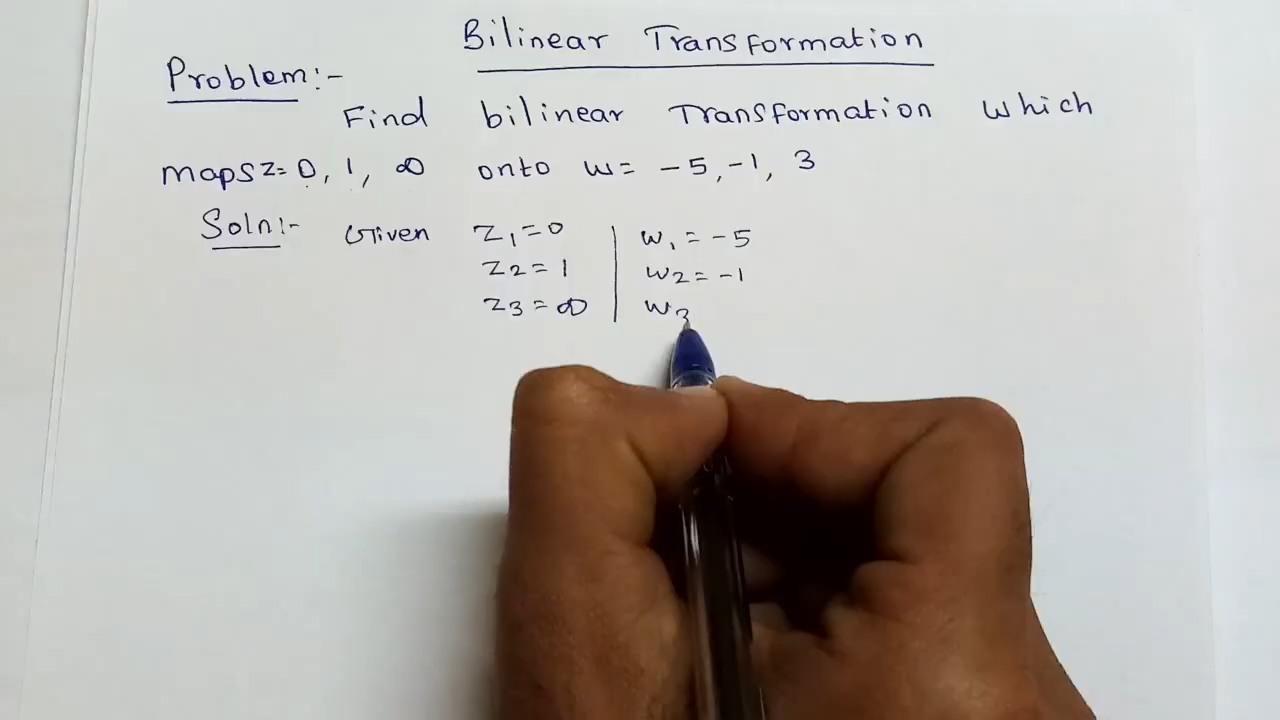 Bilinear Transformation
Problem:-
Find bilinear Transformation which
maps z= 0, 1, ∞ onto w= -5, -1, 3
Soln:- Given z₁=0 | w₁ = -5
z₂= 1 | w₂= -1
z₃=∞ | w₃